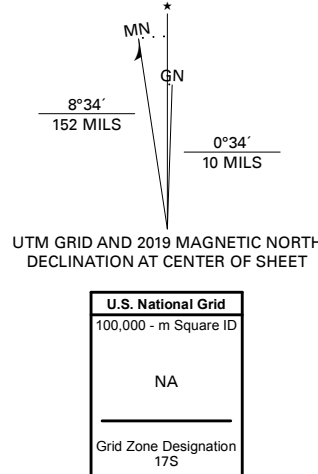 ★
MN
GN
8°34´
152 MILS
0°34´
10 MILS
UTM GRID AND 2019 MAGNETIC NORTH
DECLINATION AT CENTER OF SHEET
U.S. National Grid
100,000 - m Square ID
NA
Grid Zone Designation
17S